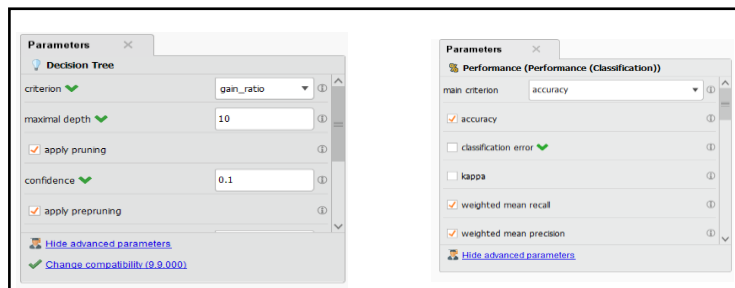 Parameters
Decision Tree
criterion
gain_ratio
maximal depth
10
apply pruning
confidence
0.1
apply prepruning
Hide advanced parameters
Change compatibility (9.9.000)
Parameters
Performance (Performance (Classification))
main criterion
accuracy
accuracy
classification error
kappa
weighted mean recall
weighted mean precision
Hide advanced parameters